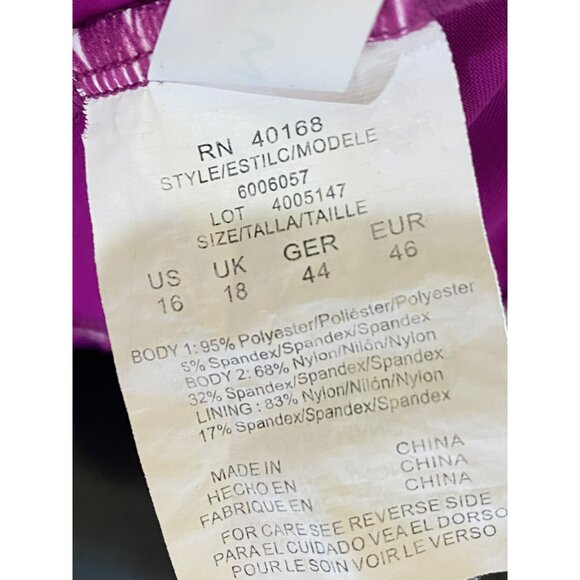 RN 40168
STYLE/ESTILC/MODELE
6006057
LOT 4005147
SIZE/TALLA/TAILLE
US UK GER EUR
16 18 44 46
BODY 1: 95% Polyester/Poliéster/Polyester
5% Spandex/Spandex/Spandex
BODY 2: 68% Nylon/Nilón/Nylon
32% Spandex/Spandex/Spandex
LINING : 83% Nylon/Nilón/Nylon
17% Spandex/Spandex/Spandex
MADE IN CHINA
HECHO EN CHINA
FABRIQUE EN CHINA
FOR CARE SEE REVERSE SIDE
PARA EL CUIDADO VEA EL DORSO
POUR LE SOIN VOIR LE VERSO